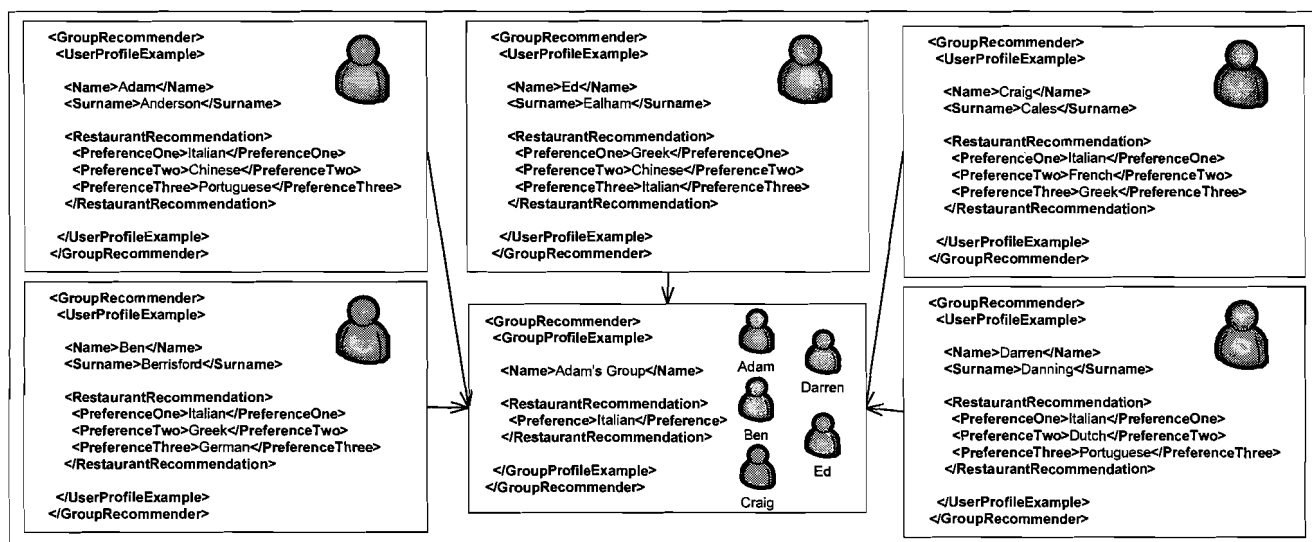 <GroupRecommender>
<UserProfileExample>
<Name>Adam</Name>
<Surname>Anderson</Surname>
<RestaurantRecommendation>
<PreferenceOne>Italian</PreferenceOne>
<PreferenceTwo>Chinese</PreferenceTwo>
<PreferenceThree>Portuguese</PreferenceThree>
</RestaurantRecommendation>
</UserProfileExample>
</GroupRecommender>
<GroupRecommender>
<UserProfileExample>
<Name>Ed</Name>
<Surname>Ealham</Surname>
<RestaurantRecommendation>
<PreferenceOne>Greek</PreferenceOne>
<PreferenceTwo>Chinese</PreferenceTwo>
<PreferenceThree>Italian</PreferenceThree>
</RestaurantRecommendation>
</UserProfileExample>
</GroupRecommender>
<GroupRecommender>
<UserProfileExample>
<Name>Craig</Name>
<Surname>Cales</Surname>
<RestaurantRecommendation>
<PreferenceOne>Italian</PreferenceOne>
<PreferenceTwo>French</PreferenceTwo>
<PreferenceThree>Greek</PreferenceThree>
</RestaurantRecommendation>
</UserProfileExample>
</GroupRecommender>
<GroupRecommender>
<UserProfileExample>
<Name>Ben</Name>
<Surname>Berrisford</Surname>
<RestaurantRecommendation>
<PreferenceOne>Italian</PreferenceOne>
<PreferenceTwo>Greek</PreferenceTwo>
<PreferenceThree>German</PreferenceThree>
</RestaurantRecommendation>
</UserProfileExample>
</GroupRecommender>
<GroupRecommender>
<GroupProfileExample>
<Name>Adam's Group</Name>
<RestaurantRecommendation>
<Preference>Italian</Preference>
</RestaurantRecommendation>
</GroupProfileExample>
</GroupRecommender>
Adam
Darren
Ben
Ed
Craig
<GroupRecommender>
<UserProfileExample>
<Name>Darren</Name>
<Surname>Danning</Surname>
<RestaurantRecommendation>
<PreferenceOne>Italian</PreferenceOne>
<PreferenceTwo>Dutch</PreferenceTwo>
<PreferenceThree>Portuguese</PreferenceThree>
</RestaurantRecommendation>
</UserProfileExample>
</GroupRecommender>